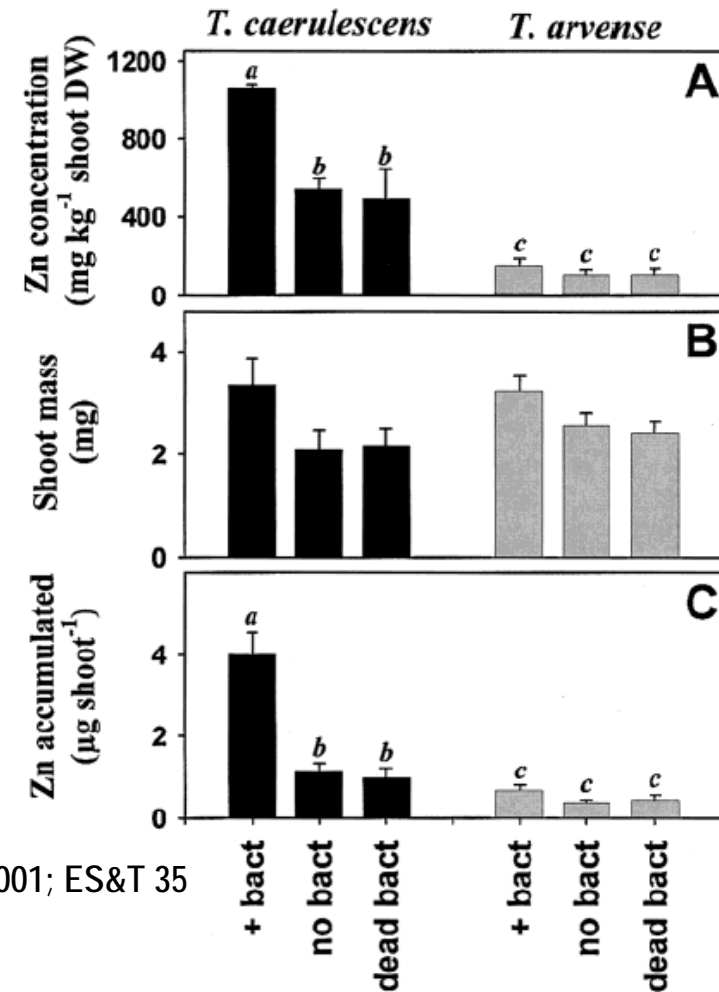 T. caerulescens T. arvense
A
Zn concentration
(mg kg⁻¹ shoot DW)
1200
800
400
0
a
b
b
c
c
c
B
Shoot mass
(mg)
4
2
0
C
Zn accumulated
(µg shoot⁻¹)
4
2
0
a
b
b
c
c
c
+ bact
no bact
dead bact
+ bact
no bact
dead bact
001; ES&T 35